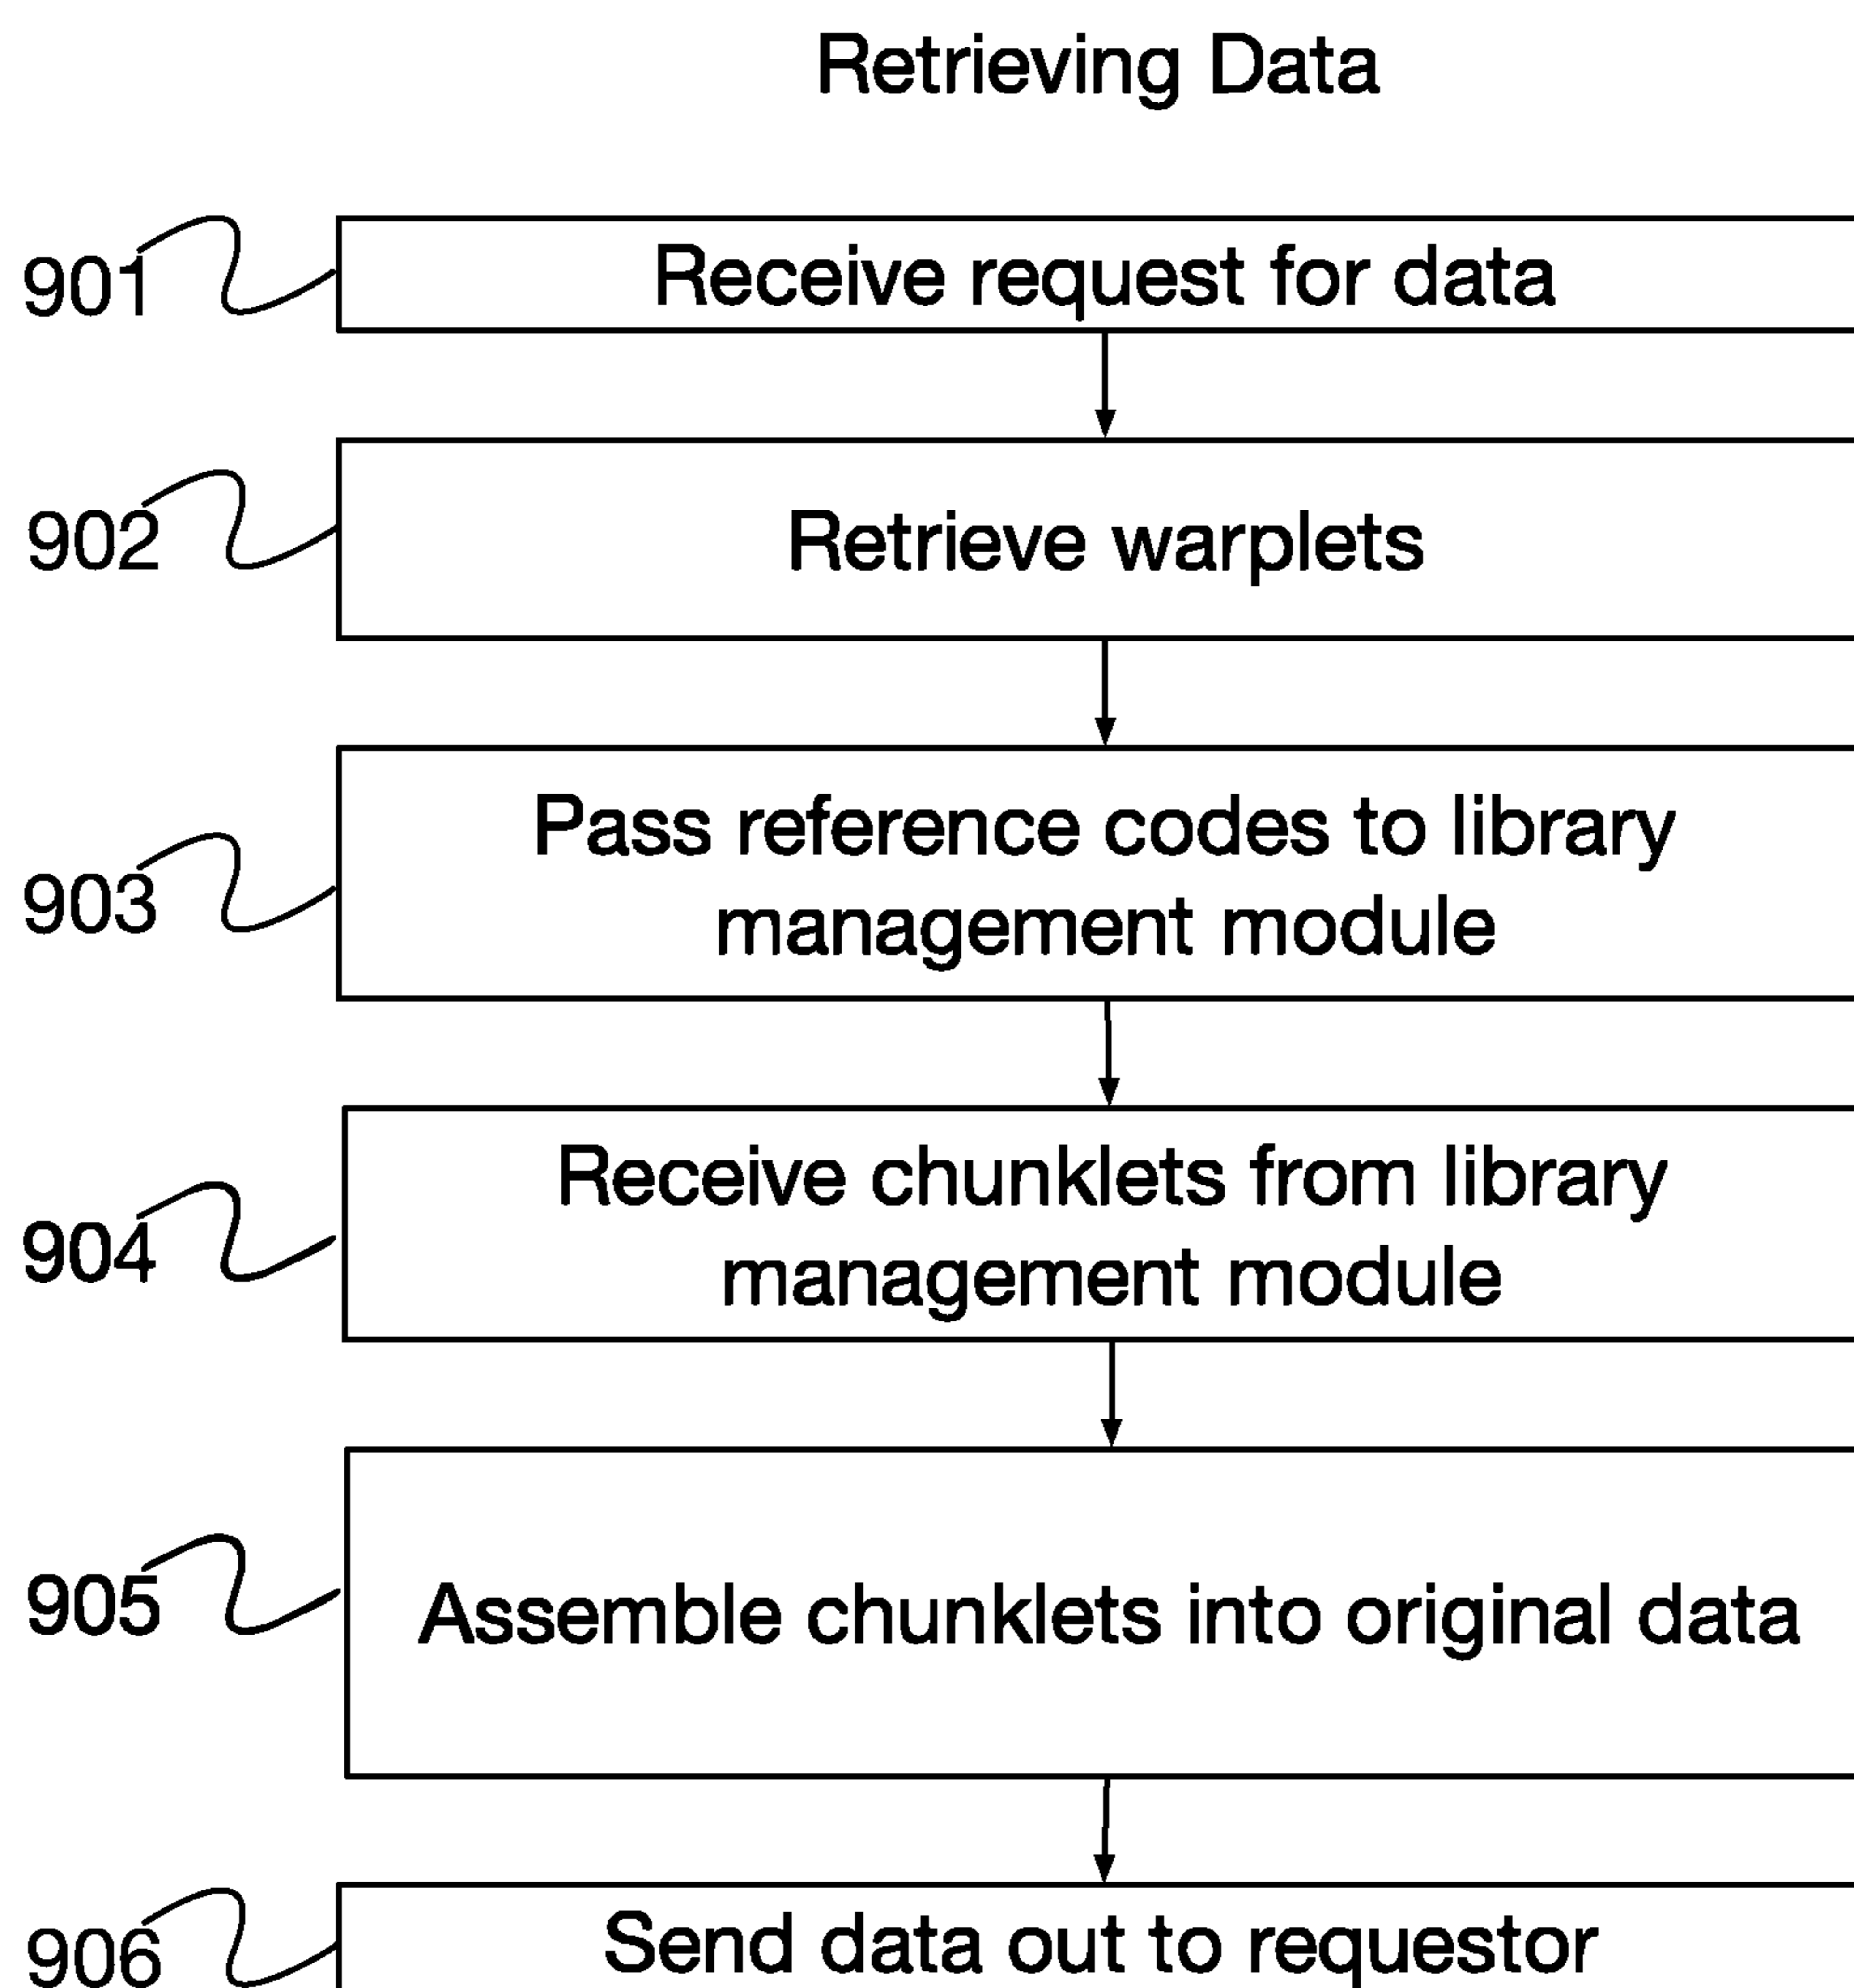 Retrieving Data
901
Receive request for data
902
Retrieve warplets
903
Pass reference codes to library
management module
904
Receive chunklets from library
management module
905
Assemble chunklets into original data
906
Send data out to requestor